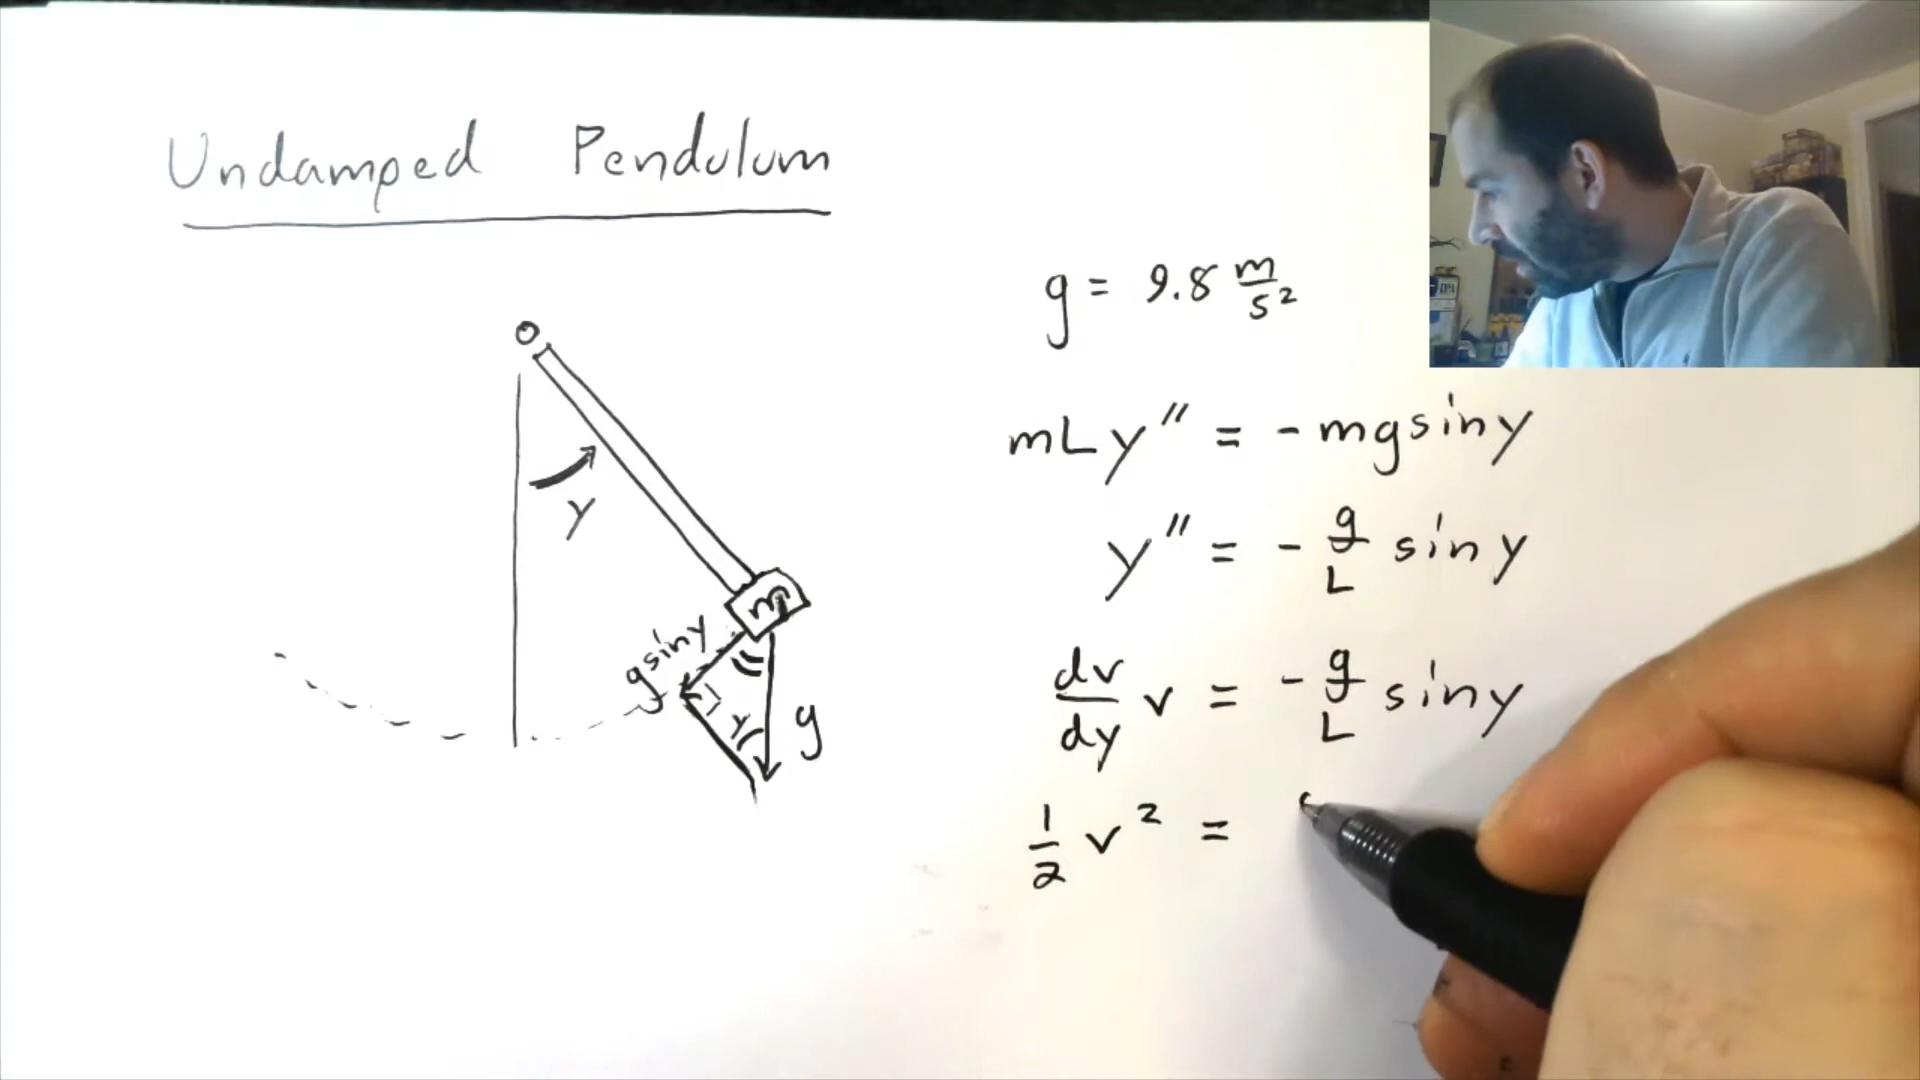 Undamped Pendulum
g = 9.8 m/s²
mLy'' = -mgsiny
y'' = - g/L siny
dv/dy v = - g/L siny
1/2 v² =
y
m
gsiny
y
g